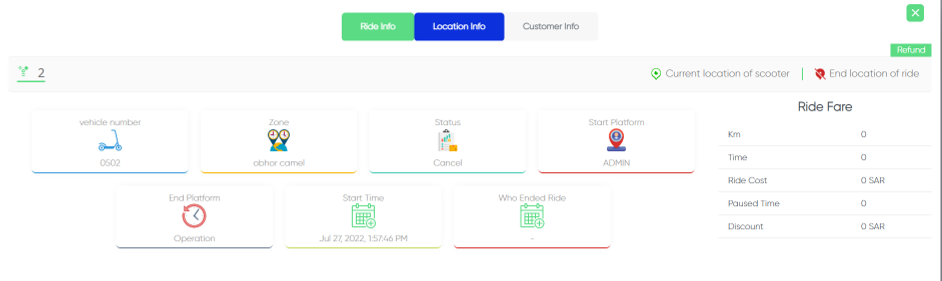 Ride Info Location Info Customer Info
Refund
2 Current location of scooter End location of ride
vehicle number Zone Status Start Platform
0502 obhor camel Cancel ADMIN
End Platform Start Time Who Ended Ride
Operation Jul 27, 2022, 1:57:46 PM -
Ride Fare
Km 0
Time 0
Ride Cost 0 SAR
Paused Time 0
Discount 0 SAR